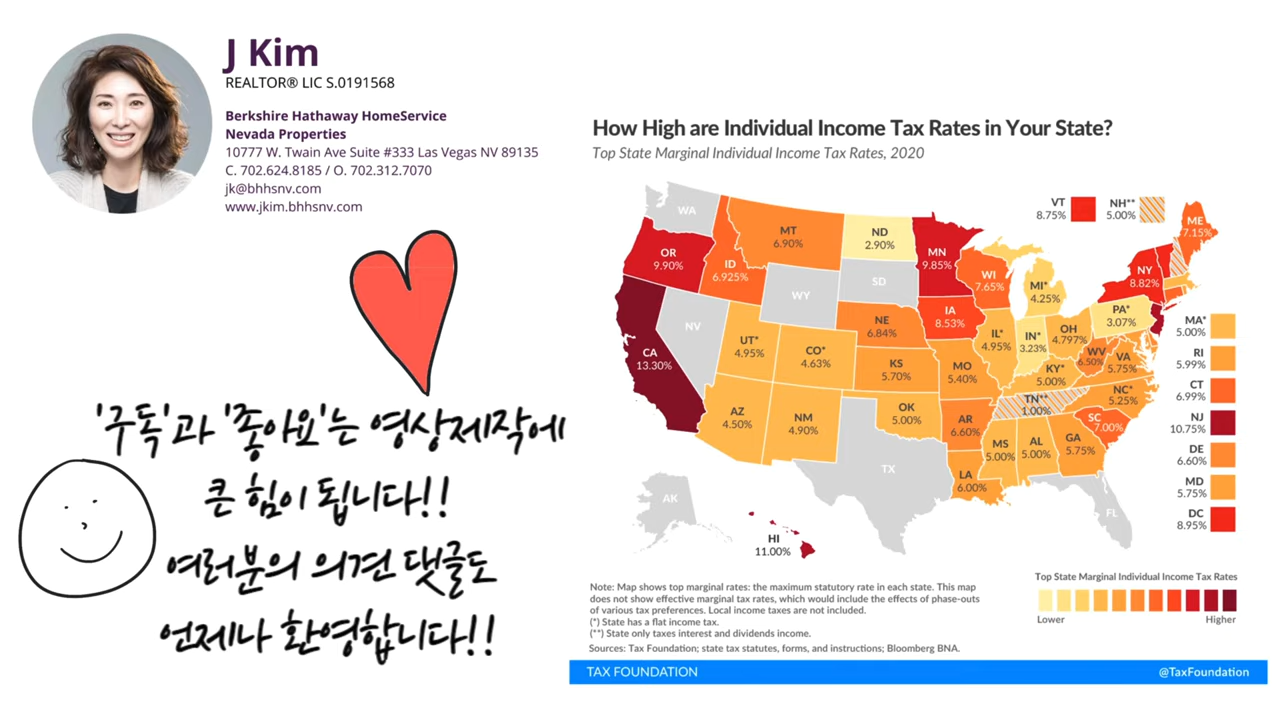 J Kim
REALTOR® LIC S.0191568
Berkshire Hathaway HomeService
Nevada Properties
10777 W. Twain Ave Suite #333 Las Vegas NV 89135
C. 702.624.8185 / O. 702.312.7070
jk@bhhsnv.com
www.jkim.bhhsnv.com
'구독'과 '좋아요'는 영상제작에
큰 힘이 됩니다!!
여러분의 의견 댓글도
언제나 환영합니다!!
How High are Individual Income Tax Rates in Your State?
Top State Marginal Individual Income Tax Rates, 2020
WA
OR
9.90%
ID
6.925%
MT
6.90%
ND
2.90%
MN
9.85%
WI
7.65%
MI*
4.25%
VT
8.75%
NH**
5.00%
ME
7.15%
NY
8.82%
WY
SD
NV
CA
13.30%
UT*
4.95%
CO*
4.63%
NE
6.84%
IA
8.53%
IL*
4.95%
IN*
3.23%
OH
4.797%
PA*
3.07%
KS
5.70%
MO
5.40%
KY*
5.00%
WV
6.50%
VA
5.75%
AZ
4.50%
NM
4.90%
OK
5.00%
AR
6.60%
TN**
1.00%
NC*
5.25%
SC
7.00%
MS
5.00%
AL
5.00%
GA
5.75%
LA
6.00%
TX
FL
AK
HI
11.00%
MA*
5.00%
RI
5.99%
CT
6.99%
NJ
10.75%
DE
6.60%
MD
5.75%
DC
8.95%
Note: Map shows top marginal rates: the maximum statutory rate in each state. This map
does not show effective marginal tax rates, which would include the effects of phase-outs
of various tax preferences. Local income taxes are not included.
(*) State has a flat income tax.
(**) State only taxes interest and dividends income.
Sources: Tax Foundation; state tax statutes, forms, and instructions; Bloomberg BNA.
Top State Marginal Individual Income Tax Rates
Lower Higher
TAX FOUNDATION @TaxFoundation